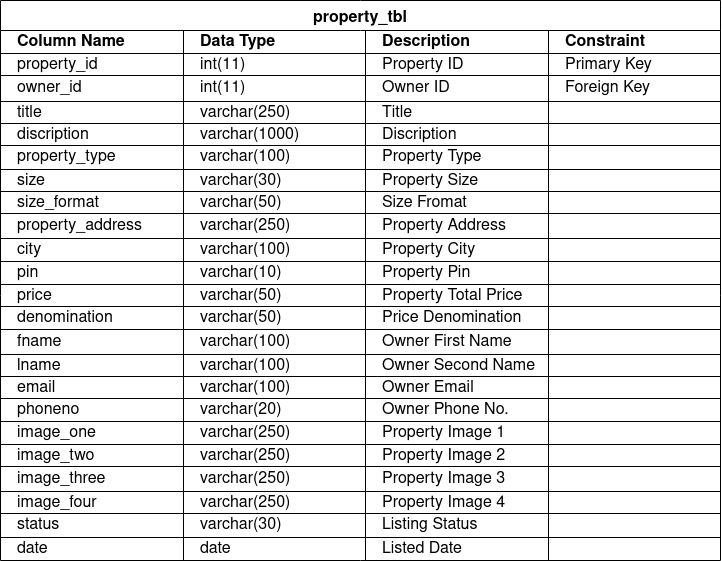 property_tbl
Column Name Data Type Description Constraint
property_id int(11) Property ID Primary Key
owner_id int(11) Owner ID Foreign Key
title varchar(250) Title
discription varchar(1000) Discription
property_type varchar(100) Property Type
size varchar(30) Property Size
size_format varchar(50) Size Fromat
property_address varchar(250) Property Address
city varchar(100) Property City
pin varchar(10) Property Pin
price varchar(50) Property Total Price
denomination varchar(50) Price Denomination
fname varchar(100) Owner First Name
lname varchar(100) Owner Second Name
email varchar(100) Owner Email
phoneno varchar(20) Owner Phone No.
image_one varchar(250) Property Image 1
image_two varchar(250) Property Image 2
image_three varchar(250) Property Image 3
image_four varchar(250) Property Image 4
status varchar(30) Listing Status
date date Listed Date